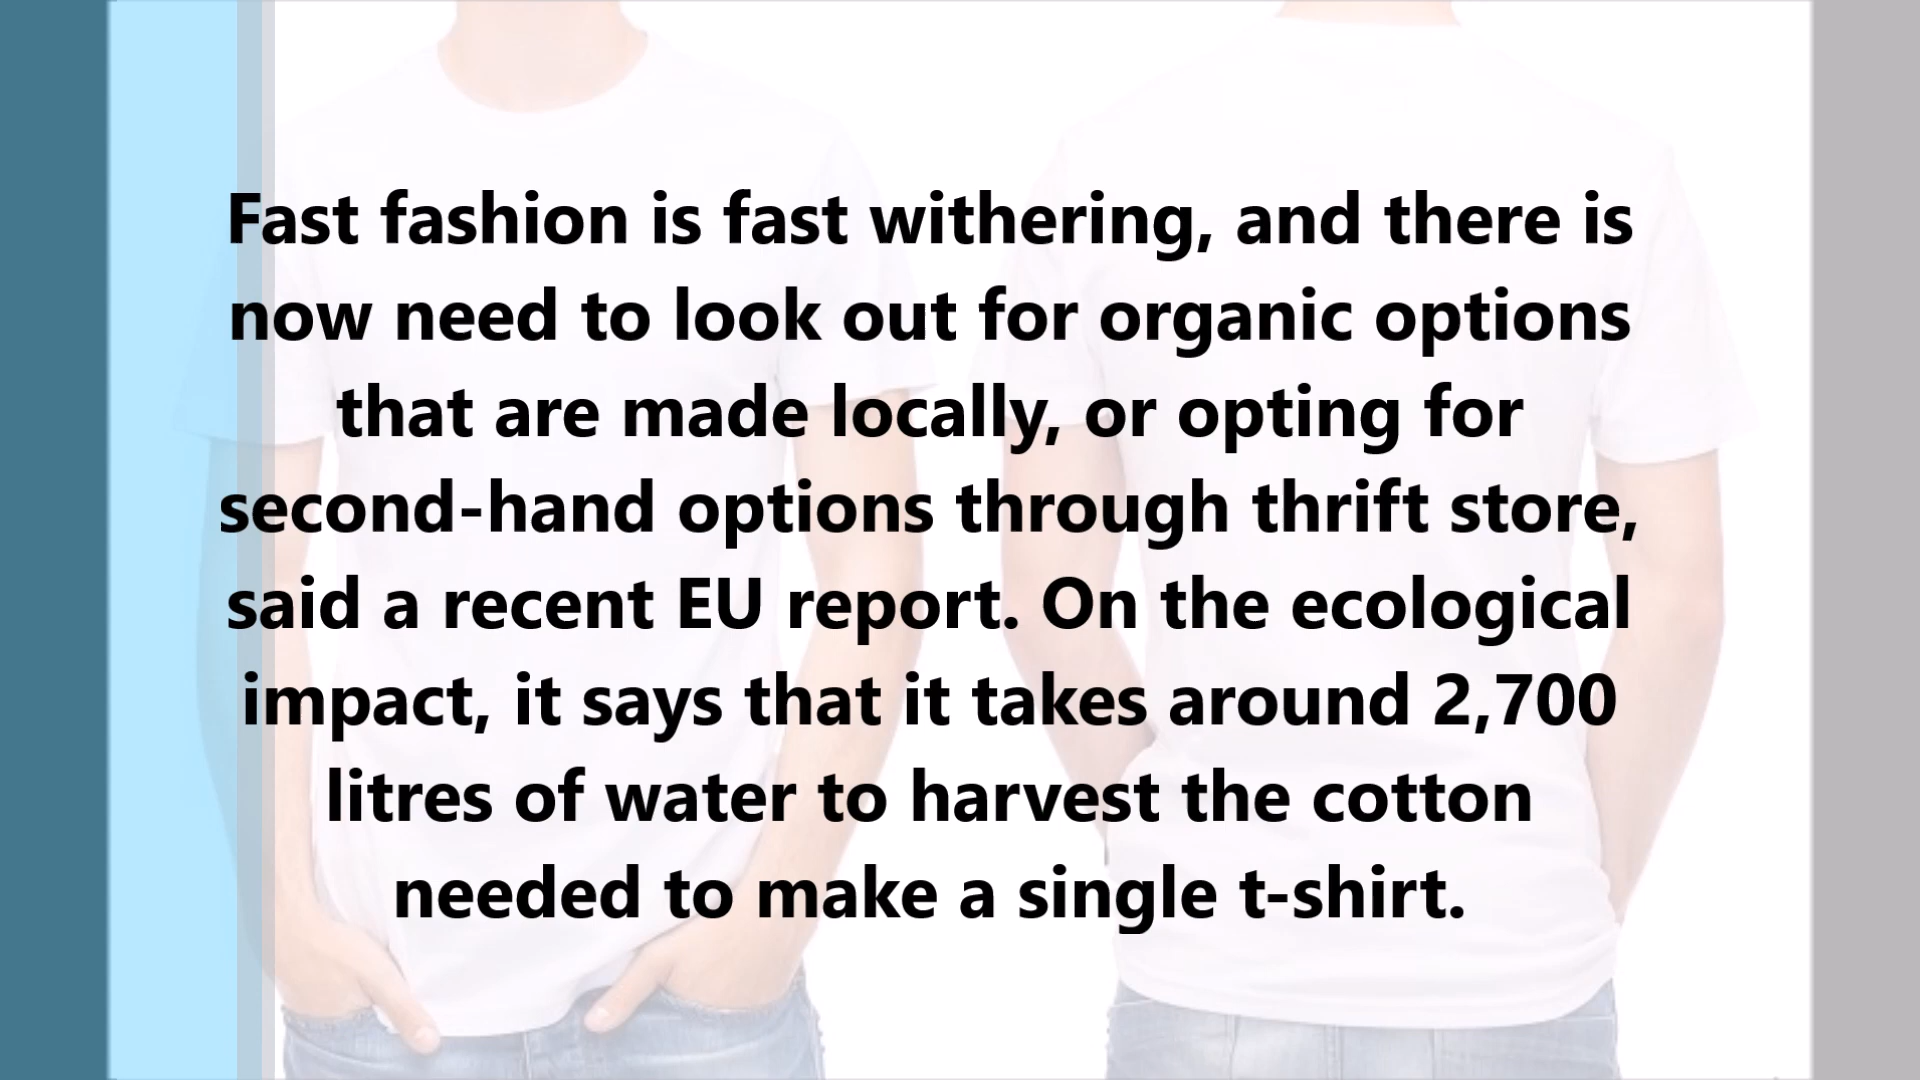 Fast fashion is fast withering, and there is
now need to look out for organic options
that are made locally, or opting for
second-hand options through thrift store,
said a recent EU report. On the ecological
impact, it says that it takes around 2,700
litres of water to harvest the cotton
needed to make a single t-shirt.